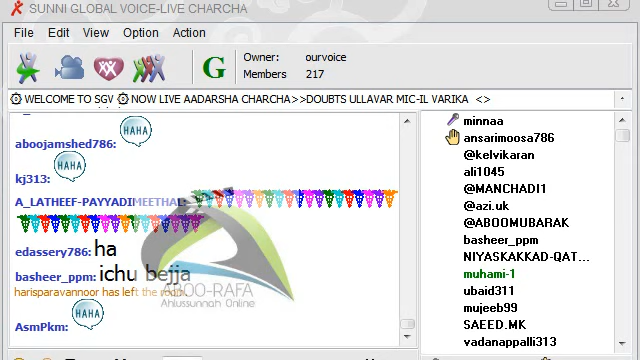 SUNNI GLOBAL VOICE-LIVE CHARCHA
File Edit View Option Action
G
Owner: ourvoice
Members 217
WELCOME TO SGV NOW LIVE AADARSHA CHARCHA>>DOUBTS ULLAVAR MIC-IL VARIKA <>
HAHA
aboojamshed786:
HAHA
kj313:
A_LATHEEF-PAYYADIMEETHAL:
edassery786: ha
basheer_ppm: ichu bejja
harisparavannoor has left the room.
ABOO-RAFA
Ahlussunnah Online
HAHA
AsmPkm:
minnaa
ansarimoosa786
@kelvikaran
ali1045
@MANCHADI1
@azi.uk
@ABOOMUBARAK
basheer_ppm
NIYASKAKKAD-QAT...
muhami-1
ubaid311
mujeeb99
SAEED.MK
vadanappalli313